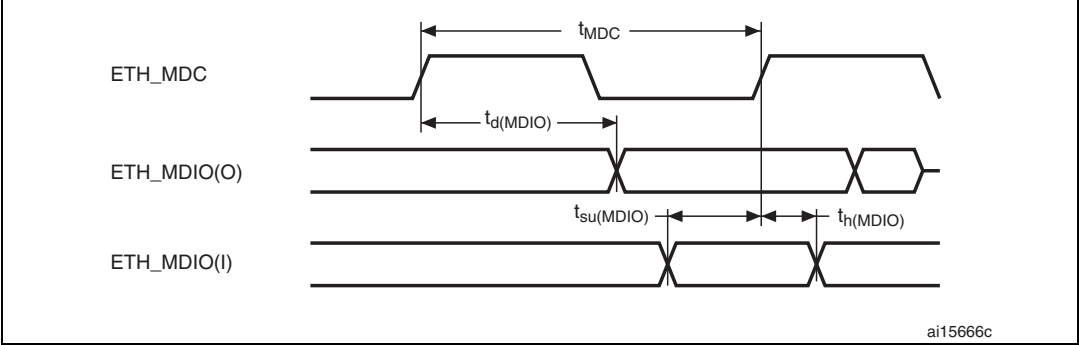 tMDC
ETH_MDC
td(MDIO)
ETH_MDIO(O)
tsu(MDIO)
th(MDIO)
ETH_MDIO(I)
ai15666c